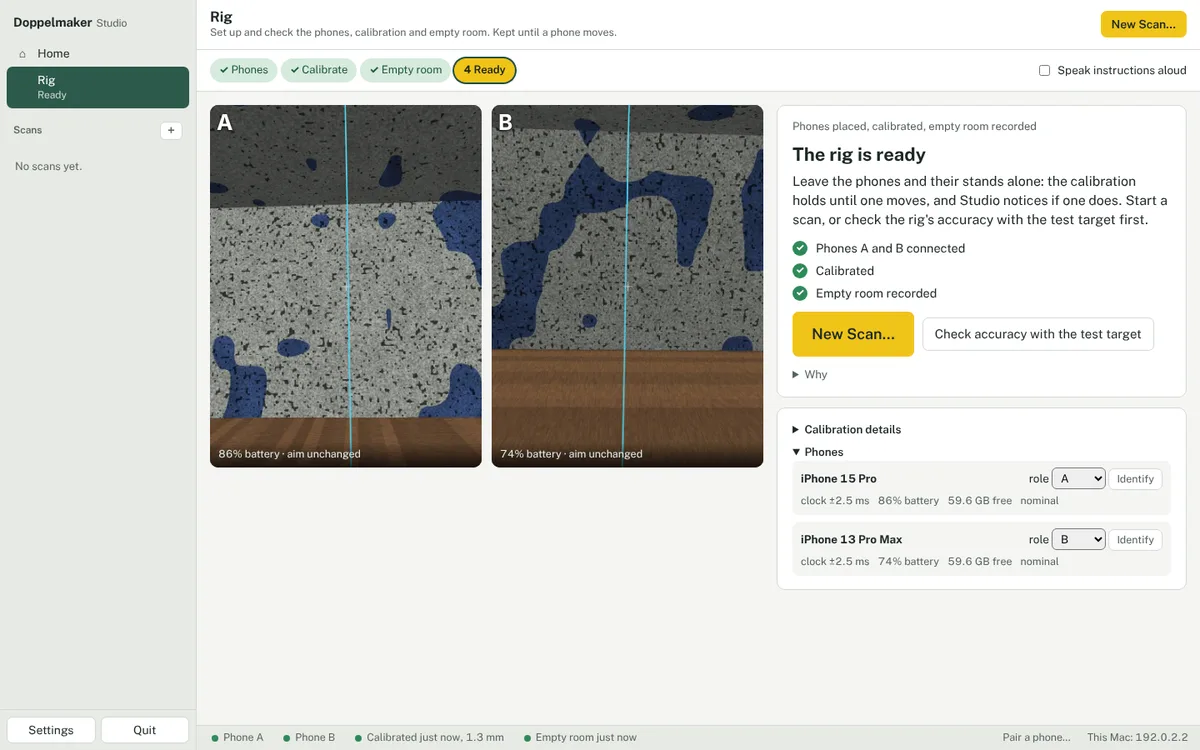 Doppelmaker Studio
Home
Rig
Ready
Scans
+
No scans yet.
Settings
Quit
Rig
Set up and check the phones, calibration and empty room. Kept until a phone moves.
New Scan...
✓ Phones
✓ Calibrate
✓ Empty room
4 Ready
Speak instructions aloud
A
86% battery · aim unchanged
B
74% battery · aim unchanged
Phones placed, calibrated, empty room recorded
The rig is ready
Leave the phones and their stands alone: the calibration
holds until one moves, and Studio notices if one does. Start a
scan, or check the rig's accuracy with the test target first.
Phones A and B connected
Calibrated
Empty room recorded
New Scan...
Check accuracy with the test target
Why
Calibration details
Phones
iPhone 15 Pro
role A
Identify
clock ±2.5 ms 86% battery 59.6 GB free nominal
iPhone 13 Pro Max
role B
Identify
clock ±2.5 ms 74% battery 59.6 GB free nominal
Phone A
Phone B
Calibrated just now, 1.3 mm
Empty room just now
Pair a phone...
This Mac: 192.0.2.2